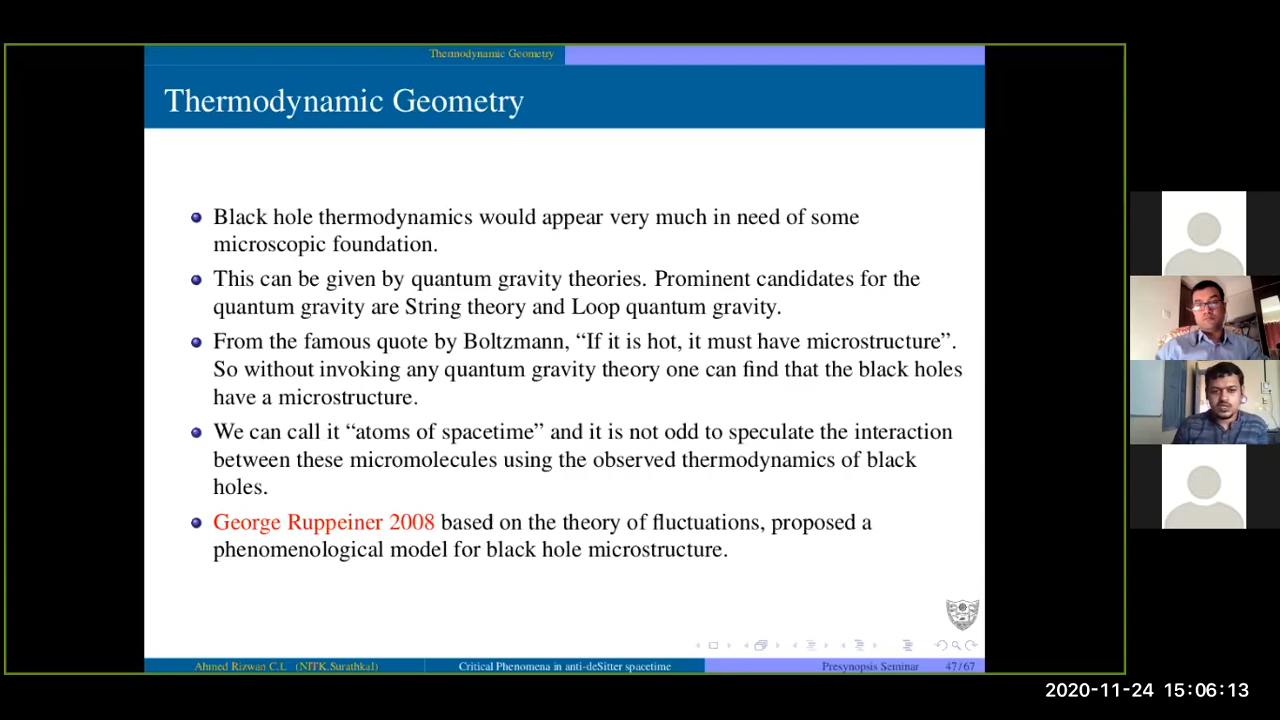 Thermodynamic Geometry
Thermodynamic Geometry
Black hole thermodynamics would appear very much in need of some
microscopic foundation.
This can be given by quantum gravity theories. Prominent candidates for the
quantum gravity are String theory and Loop quantum gravity.
From the famous quote by Boltzmann, “If it is hot, it must have microstructure”.
So without invoking any quantum gravity theory one can find that the black holes
have a microstructure.
We can call it “atoms of spacetime” and it is not odd to speculate the interaction
between these micromolecules using the observed thermodynamics of black
holes.
George Ruppeiner 2008 based on the theory of fluctuations, proposed a
phenomenological model for black hole microstructure.
Ahmed Rizwan C.L (NITK,Surathkal) Critical Phenomena in anti-deSitter spacetime Presynopsis Seminar 47/67
2020-11-24 15:06:13